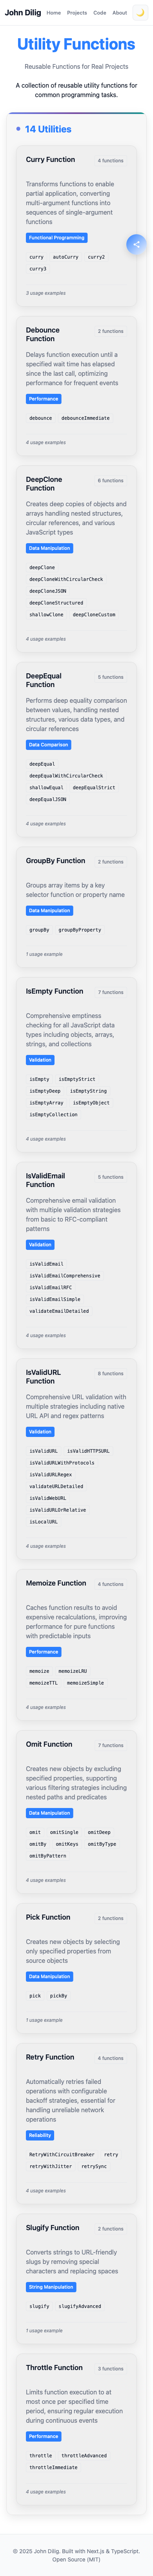 John Dilig Home Projects Code About
Utility Functions
Reusable Functions for Real Projects
A collection of reusable utility functions for
common programming tasks.
14 Utilities
Curry Function 4 functions
Transforms functions to enable
partial application, converting
multi-argument functions into
sequences of single-argument
functions
Functional Programming
curry autoCurry curry2
curry3
3 usage examples
Debounce
Function 2 functions
Delays function execution until a
specified wait time has elapsed
since the last call, optimizing
performance for frequent events
Performance
debounce debounceImmediate
4 usage examples
DeepClone
Function 6 functions
Creates deep copies of objects and
arrays handling nested structures,
circular references, and various
JavaScript types
Data Manipulation
deepClone
deepCloneWithCircularCheck
deepCloneJSON
deepCloneStructured
shallowClone deepCloneCustom
4 usage examples
DeepEqual
Function 5 functions
Performs deep equality comparison
between values, handling nested
structures, various data types, and
circular references
Data Comparison
deepEqual
deepEqualWithCircularCheck
shallowEqual deepEqualStrict
deepEqualJSON
4 usage examples
GroupBy Function 2 functions
Groups array items by a key
selector function or property name
Data Manipulation
groupBy groupByProperty
1 usage example
IsEmpty Function 7 functions
Comprehensive emptiness
checking for all JavaScript data
types including objects, arrays,
strings, and collections
Validation
isEmpty isEmptyStrict
isEmptyDeep isEmptyString
isEmptyArray isEmptyObject
isEmptyCollection
4 usage examples
IsValidEmail
Function 5 functions
Comprehensive email validation
with multiple validation strategies
from basic to RFC-compliant
patterns
Validation
isValidEmail
isValidEmailComprehensive
isValidEmailRFC
isValidEmailSimple
validateEmailDetailed
4 usage examples
IsValidURL
Function 8 functions
Comprehensive URL validation with
multiple strategies including native
URL API and regex patterns
Validation
isValidURL isValidHTTPSURL
isValidURLWithProtocols
isValidURLRegex
validateURLDetailed
isValidWebURL
isValidURLOrRelative
isLocalURL
4 usage examples
Memoize Function 4 functions
Caches function results to avoid
expensive recalculations, improving
performance for pure functions
with predictable inputs
Performance
memoize memoizeLRU
memoizeTTL memoizeSimple
4 usage examples
Omit Function 7 functions
Creates new objects by excluding
specified properties, supporting
various filtering strategies including
nested paths and predicates
Data Manipulation
omit omitSingle omitDeep
omitBy omitKeys omitByType
omitByPattern
4 usage examples
Pick Function 2 functions
Creates new objects by selecting
only specified properties from
source objects
Data Manipulation
pick pickBy
1 usage example
Retry Function 4 functions
Automatically retries failed
operations with configurable
backoff strategies, essential for
handling unreliable network
operations
Reliability
RetryWithCircuitBreaker retry
retryWithJitter retrySync
4 usage examples
Slugify Function 2 functions
Converts strings to URL-friendly
slugs by removing special
characters and replacing spaces
String Manipulation
slugify slugifyAdvanced
1 usage example
Throttle Function 3 functions
Limits function execution to at
most once per specified time
period, ensuring regular execution
during continuous events
Performance
throttle throttleAdvanced
throttleImmediate
4 usage examples
© 2025 John Dilig. Built with Next.js & TypeScript.
Open Source (MIT)